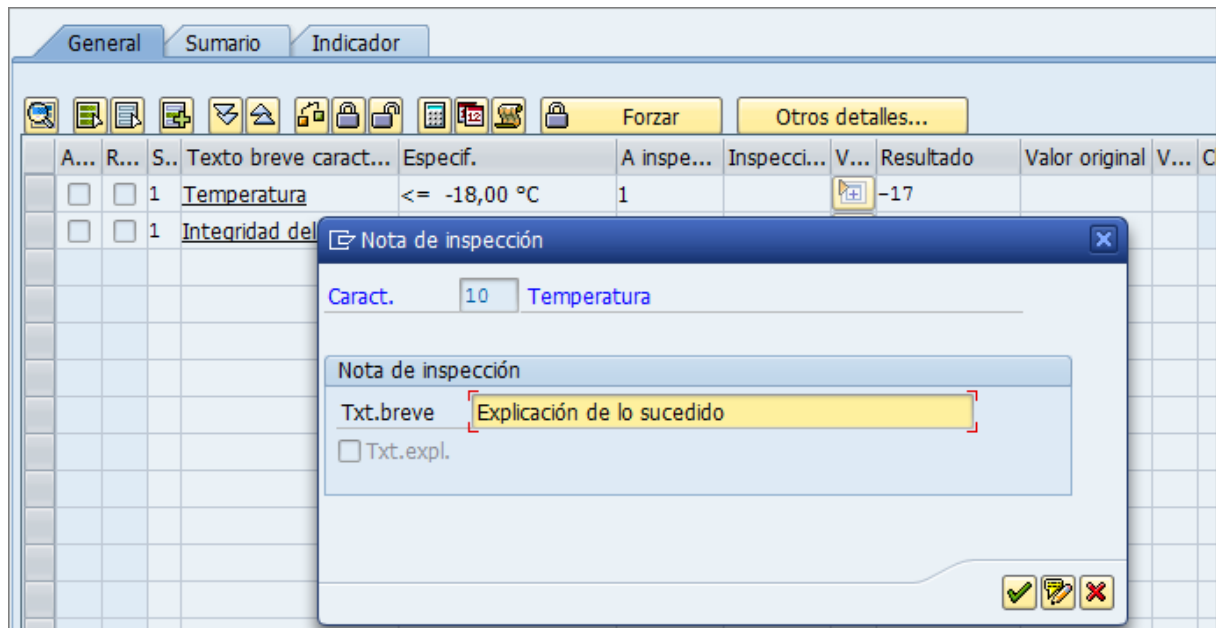 General Sumario Indicador
Forzar Otros detalles...
A... R... S.. Texto breve caract... Especif. A inspe... Inspecci... V... Resultado Valor original V... C
1 Temperatura <= -18,00 °C 1 -17
1 Integridad del
Nota de inspección
Caract. 10 Temperatura
Nota de inspección
Txt.breve Explicación de lo sucedido
Txt.expl.